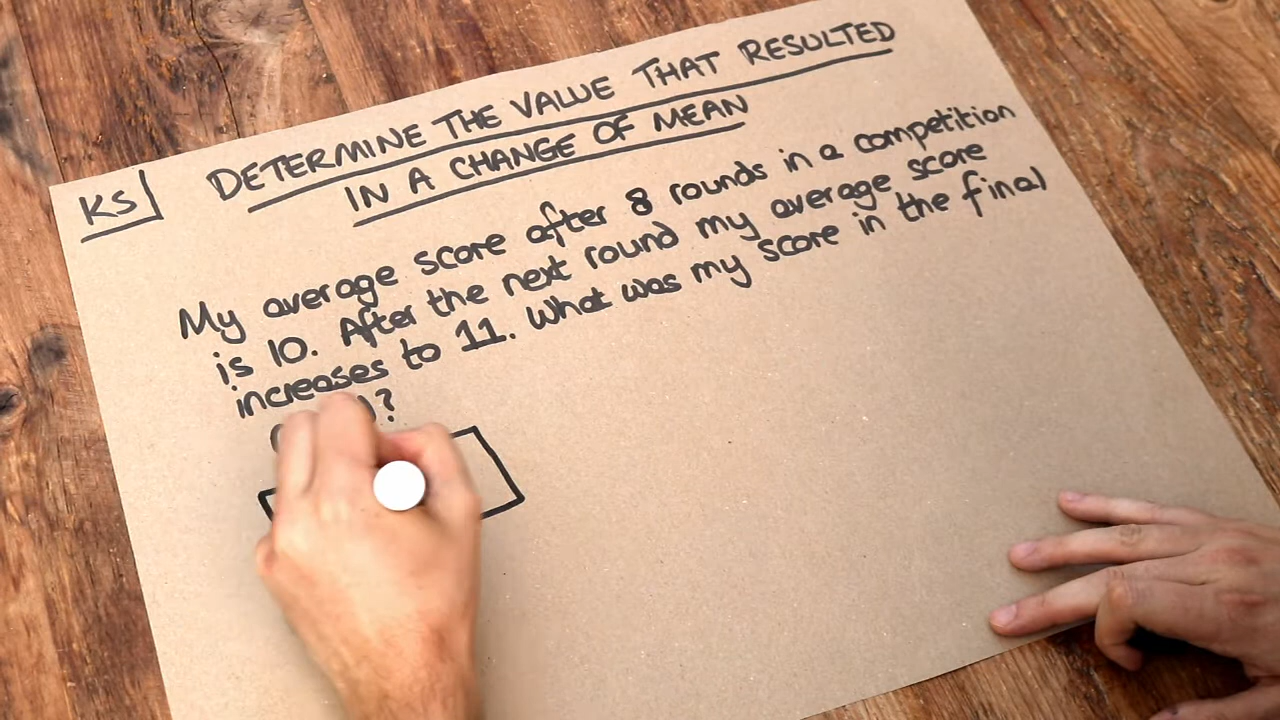 KS
DETERMINE THE VALUE THAT RESULTED
IN A CHANGE OF MEAN
My average score after 8 rounds in a competition
is 10. After the next round my average score
increases to 11. What was my score in the final
?